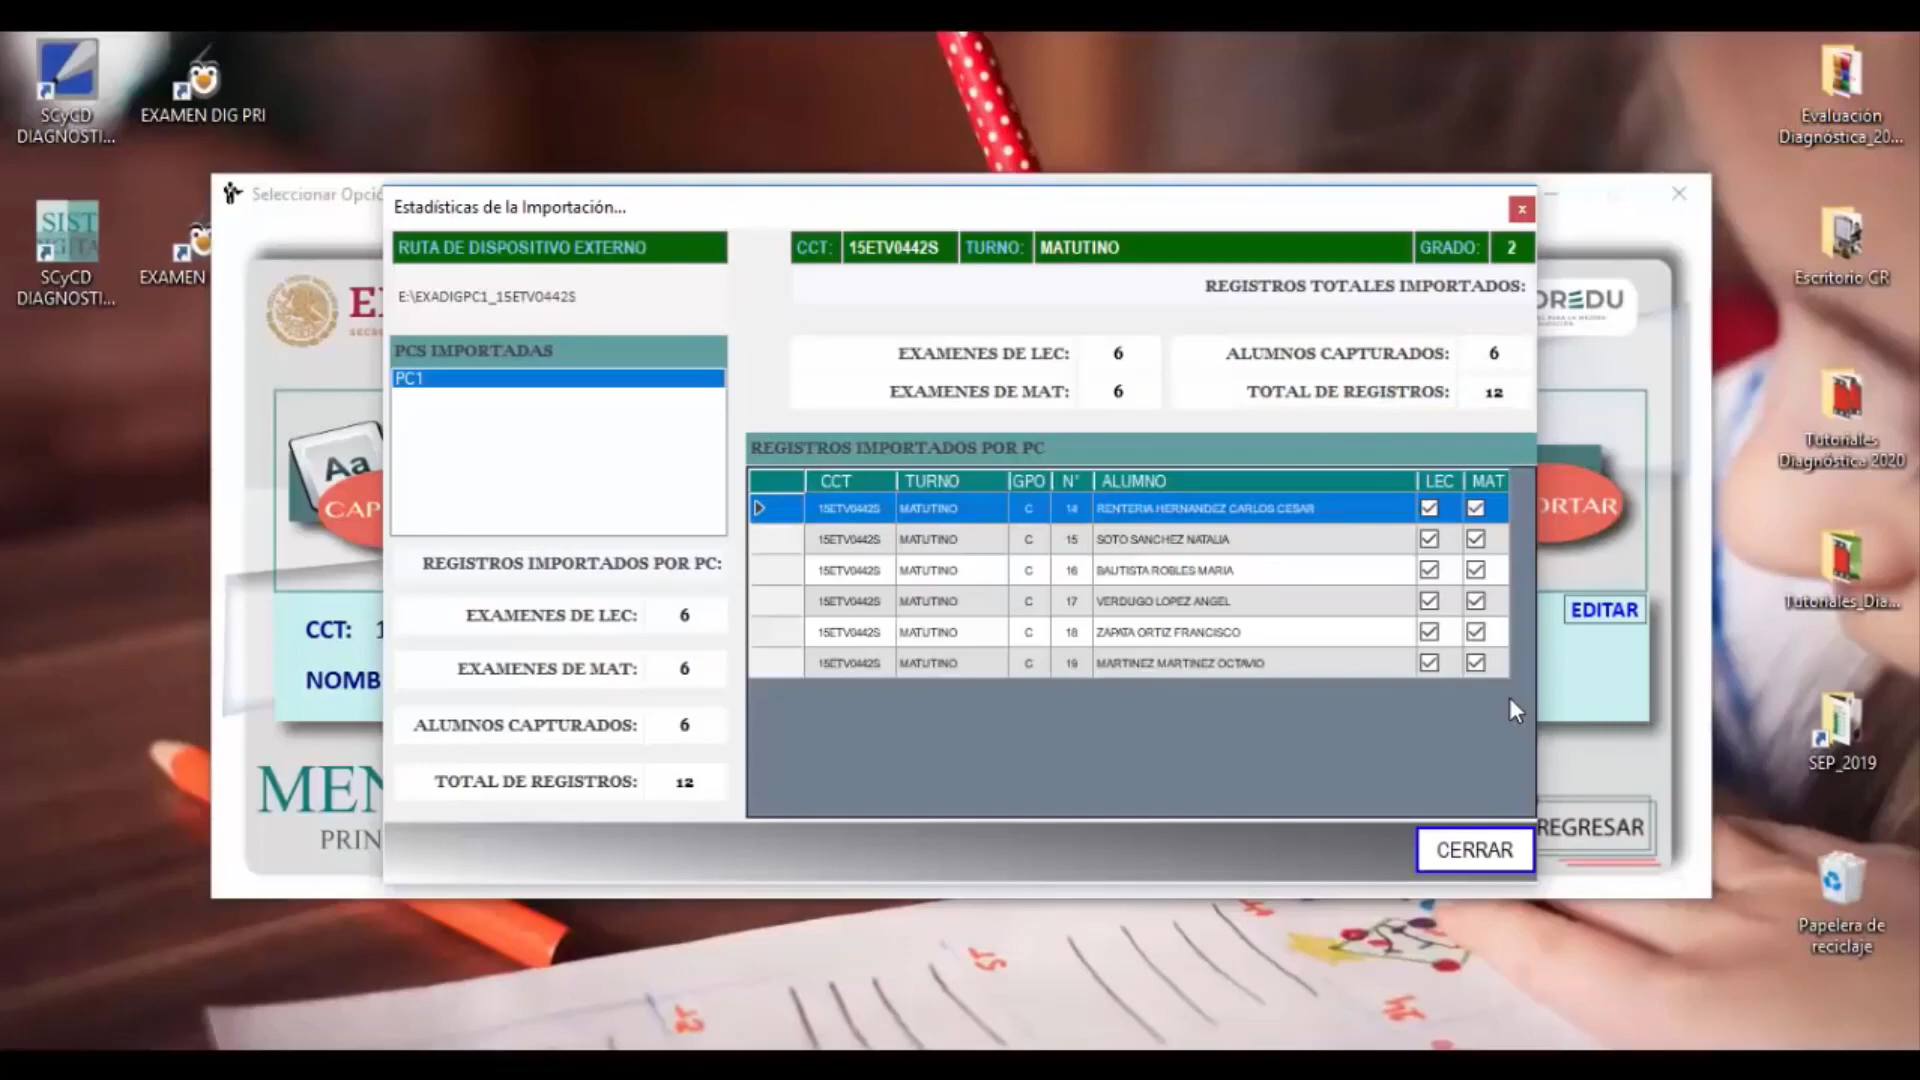 SCyCD
DIAGNOSTI...
EXAMEN DIG PRI
SCyCD
DIAGNOSTI...
EXAMEN
Evaluación
Diagnóstica_20...
Escritorio GR
Tutoriales
Diagnóstica 2020
Tutoriales_Dia...
SEP_2019
Papelera de
reciclaje
Seleccionar Opció
Estadísticas de la Importación...
RUTA DE DISPOSITIVO EXTERNO
E:\EXADIGPC1_15ETV0442S
CCT: 15ETV0442S TURNO: MATUTINO GRADO: 2
REGISTROS TOTALES IMPORTADOS:
EXAMENES DE LEC: 6 ALUMNOS CAPTURADOS: 6
EXAMENES DE MAT: 6 TOTAL DE REGISTROS: 12
PCS IMPORTADAS
PC1
REGISTROS IMPORTADOS POR PC:
EXAMENES DE LEC: 6
EXAMENES DE MAT: 6
ALUMNOS CAPTURADOS: 6
TOTAL DE REGISTROS: 12
REGISTROS IMPORTADOS POR PC
CCT TURNO GPO N° ALUMNO LEC MAT
15ETV0442S MATUTINO C 14 RENTERIA HERNANDEZ CARLOS CESAR
15ETV0442S MATUTINO C 15 SOTO SANCHEZ NATALIA
15ETV0442S MATUTINO C 16 BAUTISTA ROBLES MARIA
15ETV0442S MATUTINO C 17 VERDUGO LOPEZ ANGEL
15ETV0442S MATUTINO C 18 ZAPATA ORTIZ FRANCISCO
15ETV0442S MATUTINO C 19 MARTINEZ MARTINEZ OCTAVIO
CERRAR
Aa
CAP
CCT: 1
NOMB
MEN
PRIN
OREDU
RTAR
EDITAR
REGRESAR